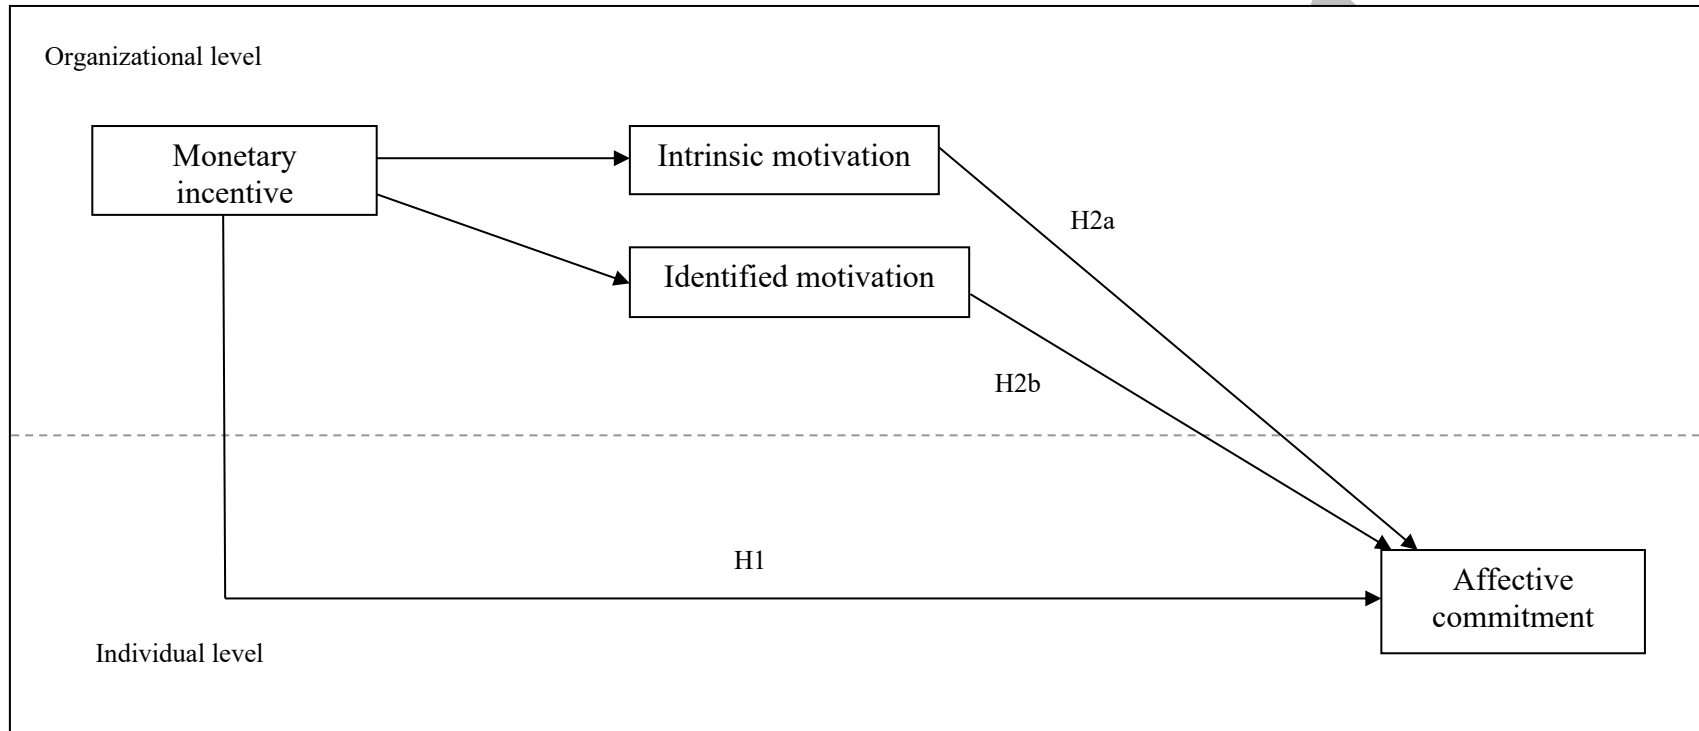 Organizational level
Monetary
incentive
Intrinsic motivation
H2a
Identified motivation
H2b
H1
Affective
commitment
Individual level